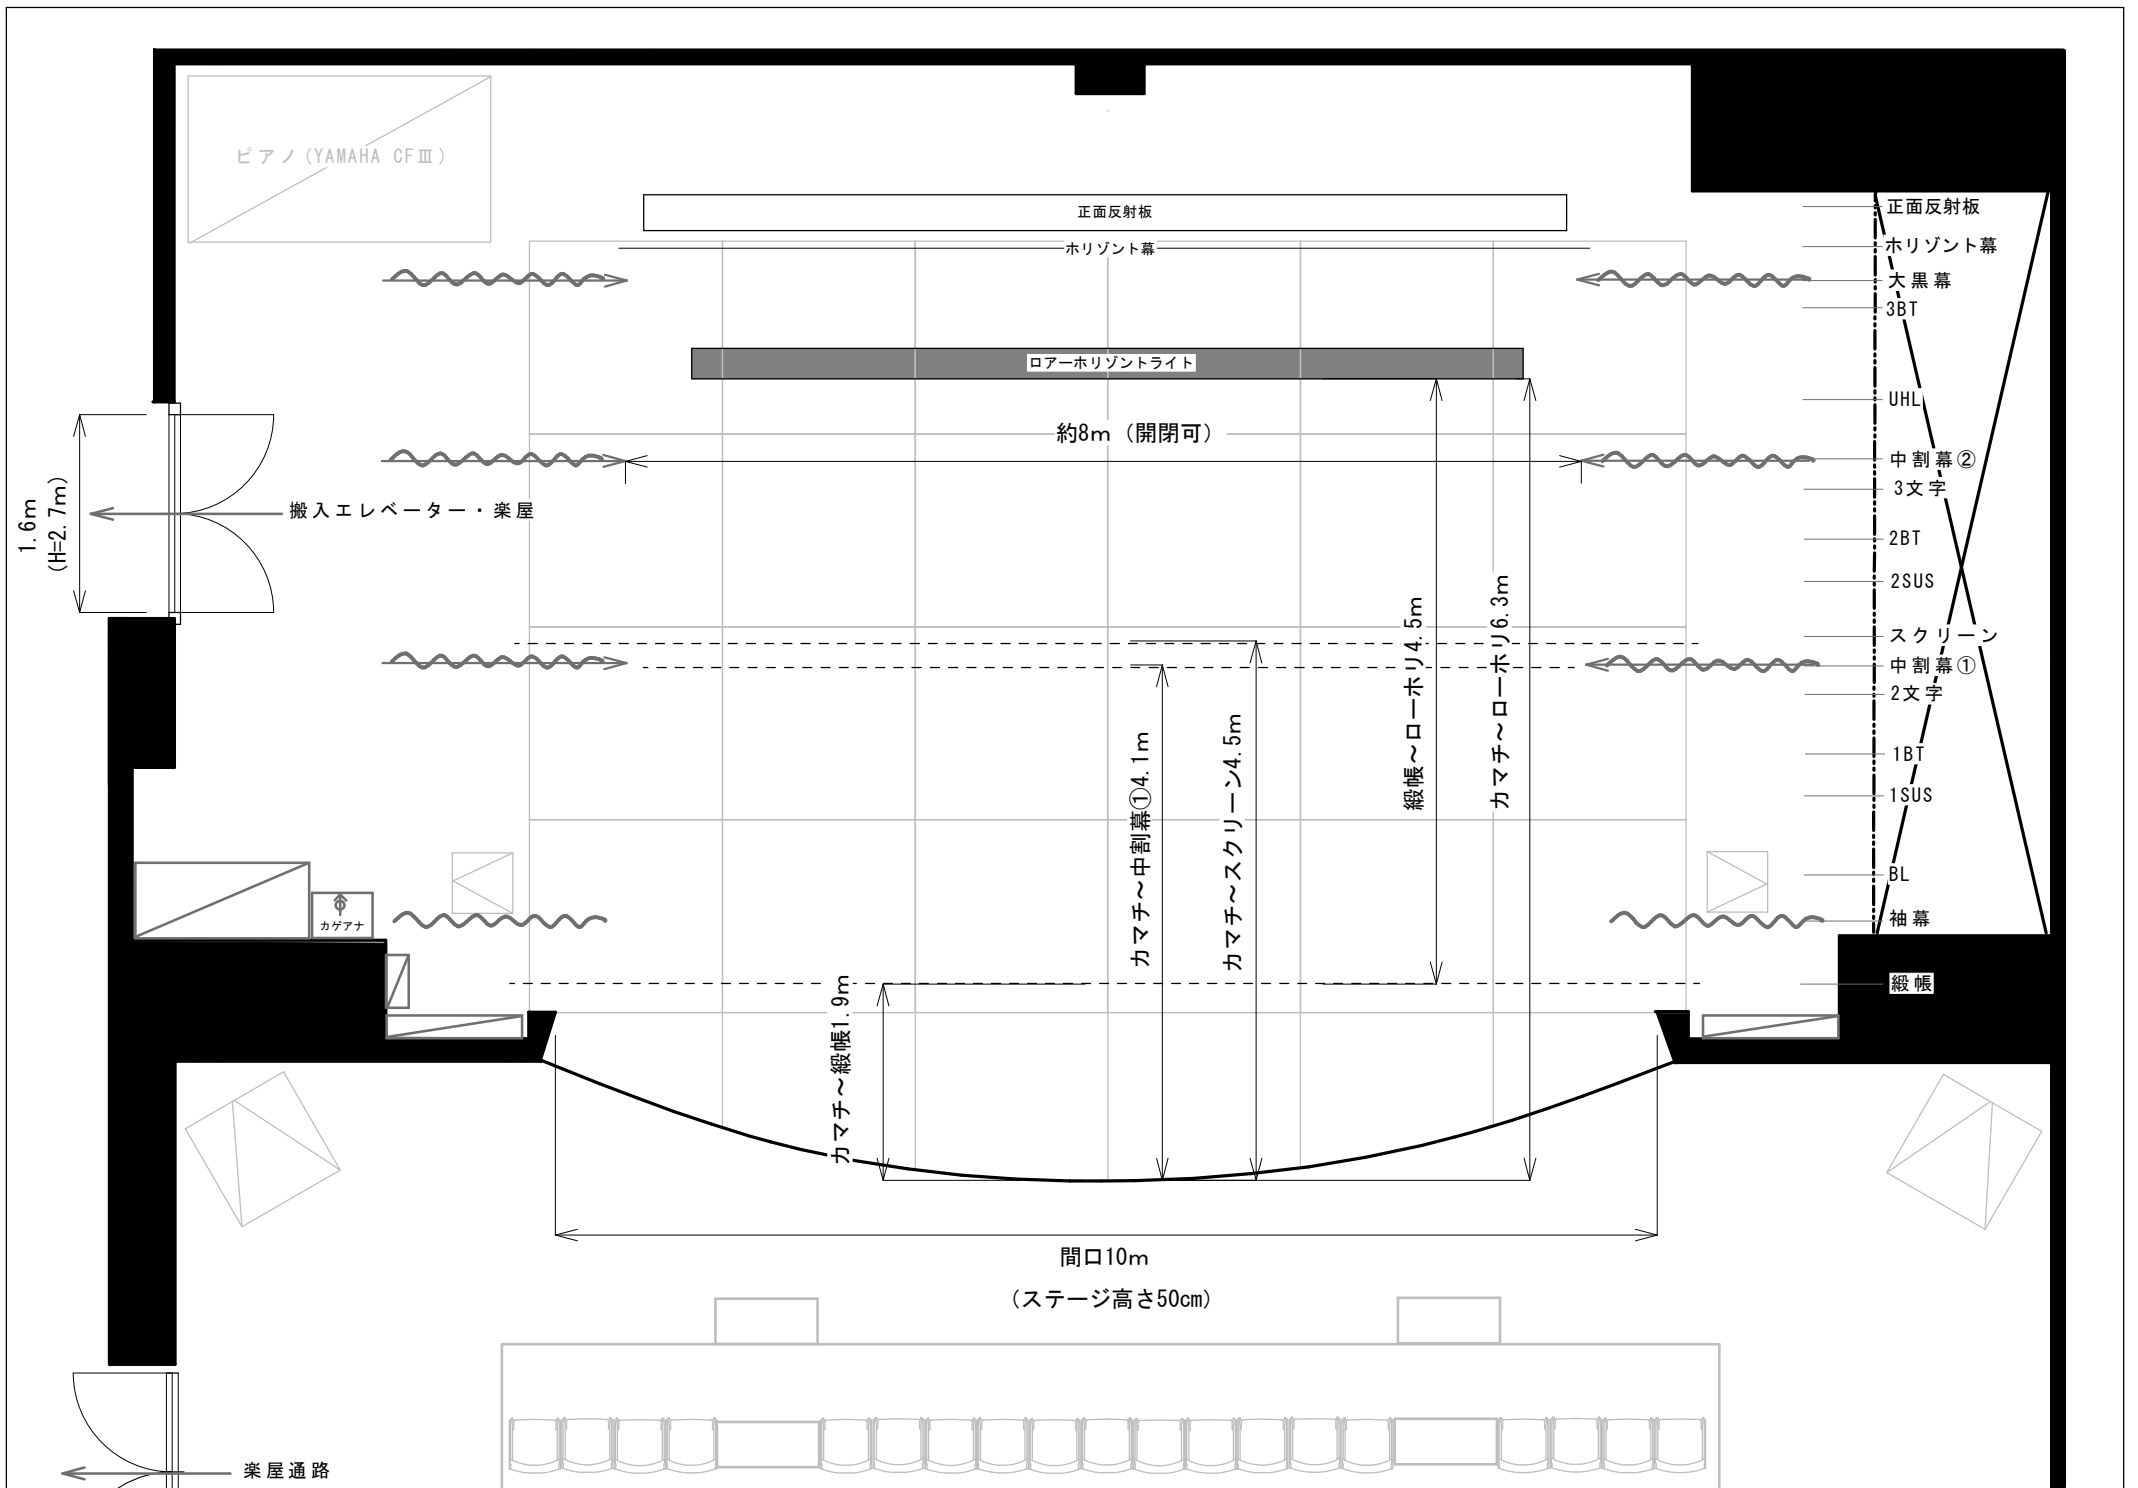 ピアノ(YAMAHA CFⅢ)
正面反射板
ホリゾント幕
ロアーホリゾントライト
約8m（開閉可）
1.6m
(H=2.7m)
搬入エレベーター・楽屋
正面反射板
ホリゾント幕
大黒幕
3BT
UHL
中割幕②
3文字
2BT
2SUS
スクリーン
中割幕①
2文字
1BT
1SUS
BL
袖幕
緞帳
カマチ～緞帳1.9m
カマチ～中割幕①4.1m
カマチ～スクリーン4.5m
緞帳～ローホリ4.5m
カマチ～ローホリ6.3m
カゲアナ
間口10m
（ステージ高さ50cm）
楽屋通路